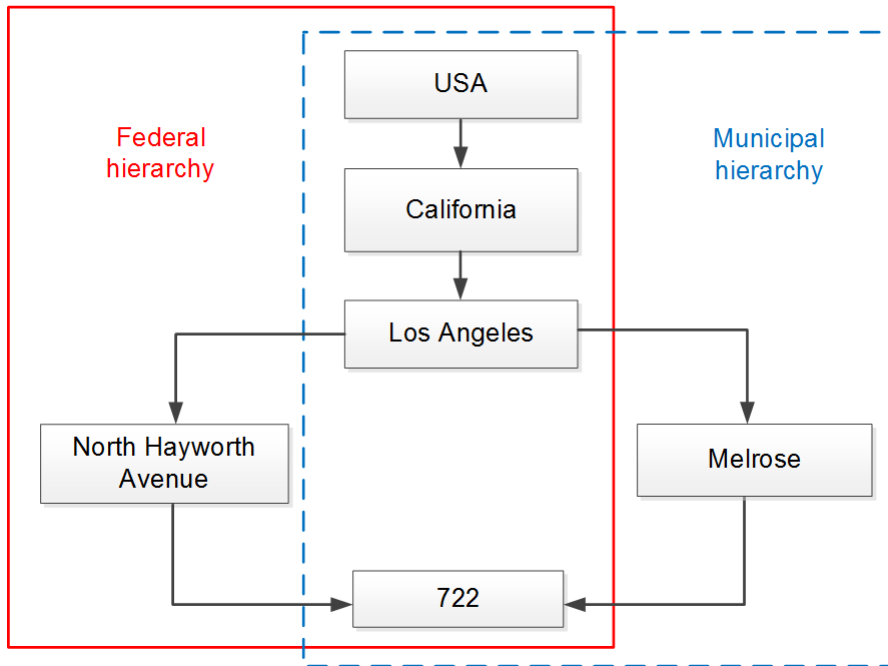 USA
Federal
hierarchy
Municipal
hierarchy
California
Los Angeles
North Hayworth
Avenue
Melrose
722